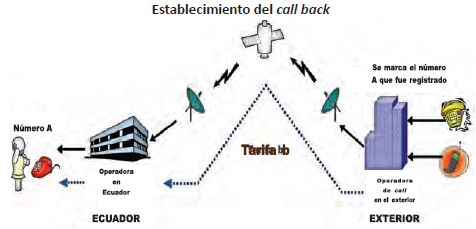 Establecimiento del call back
Se marca el número
A que fue registrado
Número A
Tarifa b
Operadora
en
Ecuador
Operadora
de call
en el exterior
ECUADOR
EXTERIOR